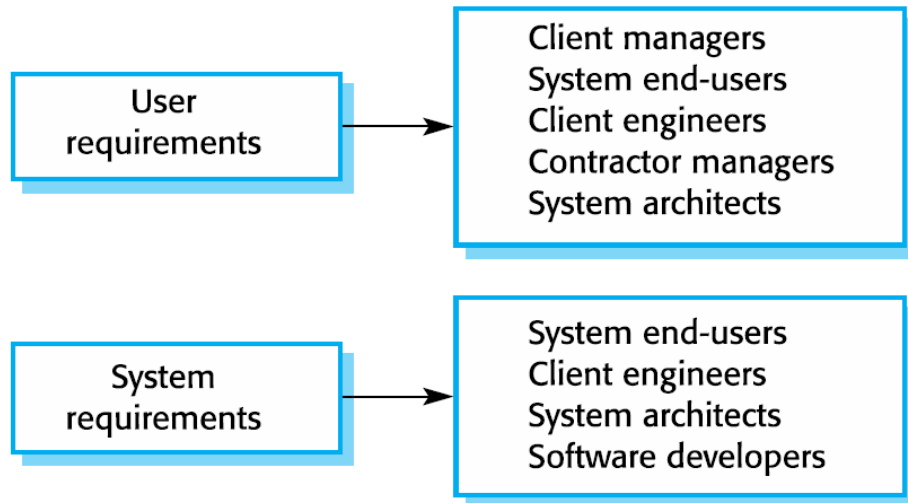 User
requirements
Client managers
System end-users
Client engineers
Contractor managers
System architects
System
requirements
System end-users
Client engineers
System architects
Software developers